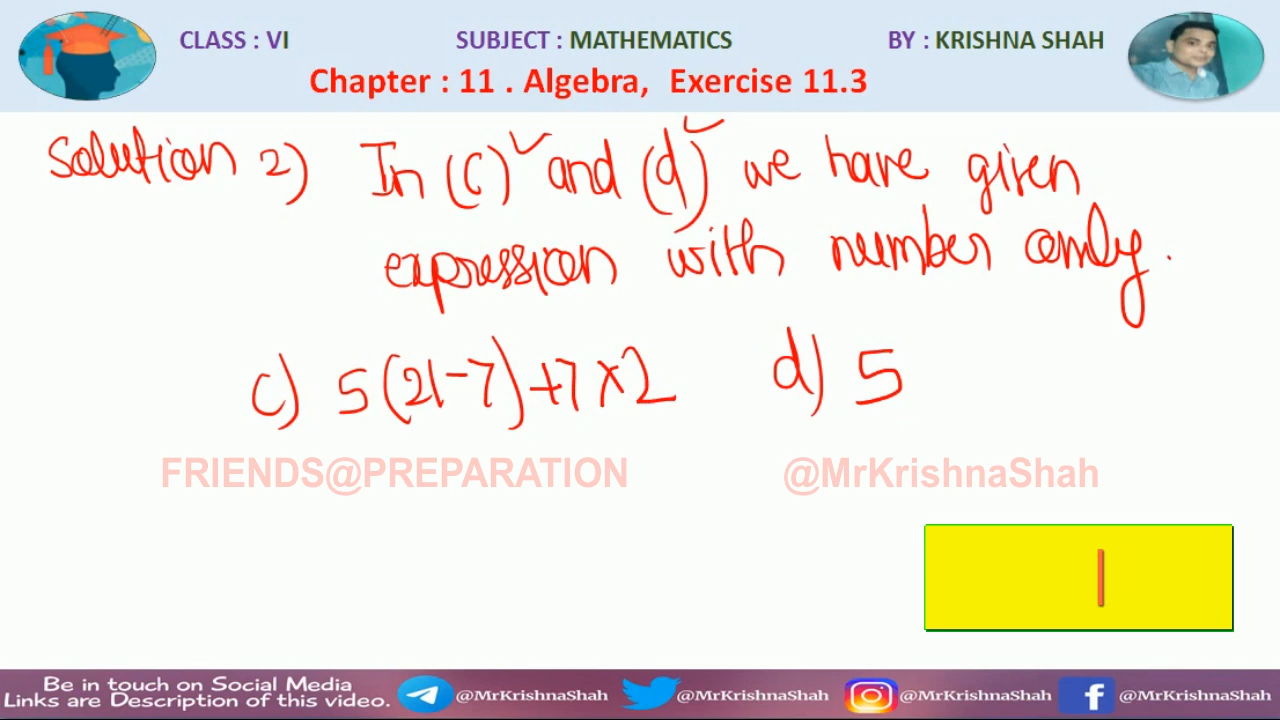 CLASS : VI SUBJECT : MATHEMATICS BY : KRISHNA SHAH
Chapter : 11 . Algebra, Exercise 11.3
Solution 2) In (c) and (d) we have given
expression with number only.
c) 5(21-7)+7×2 d) 5
FRIENDS@PREPARATION @MrKrishnaShah
Be in touch on Social Media
Links are Description of this video.
@MrKrishnaShah @MrKrishnaShah @MrKrishnaShah @MrKrishnaShah